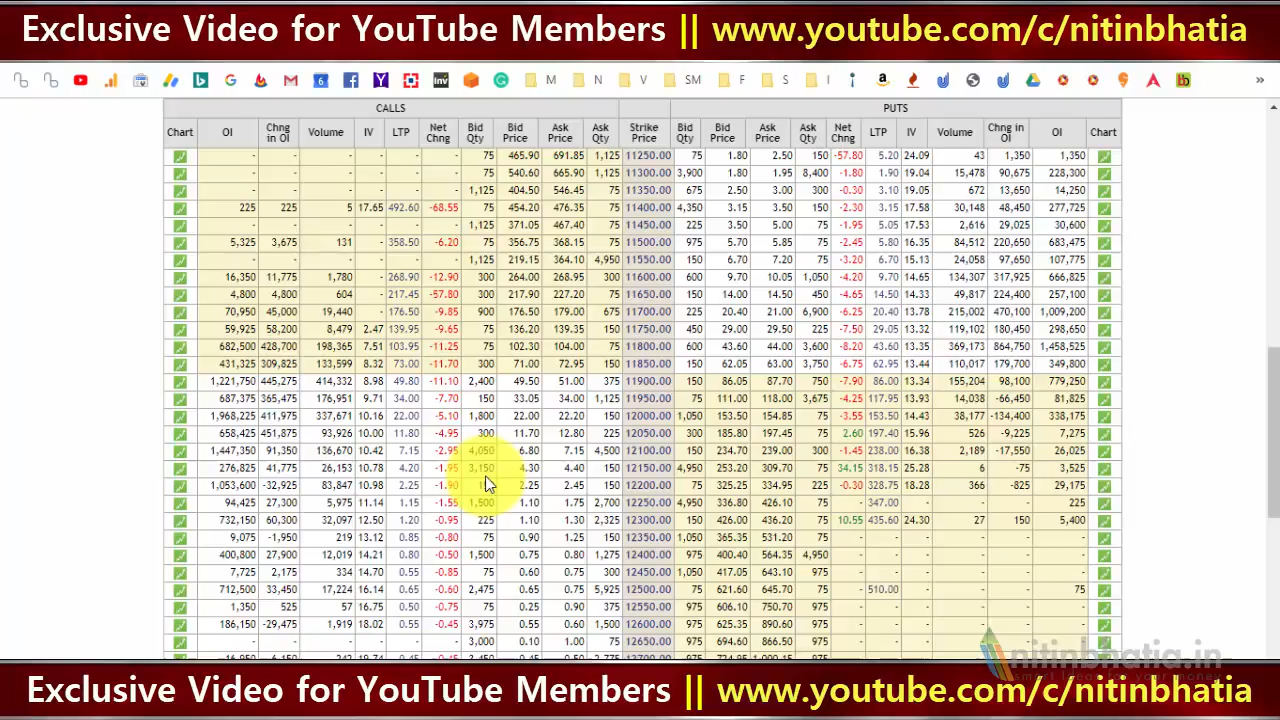 Exclusive Video for YouTube Members || www.youtube.com/c/nitinbhatia
M N V SM F S I »
CALLS PUTS
Chart OI Chng in OI Volume IV LTP Net Chng Bid Qty Bid Price Ask Price Ask Qty Strike Price Bid Qty Bid Price Ask Price Ask Qty Net Chng LTP IV Volume Chng in OI OI Chart
- - - - - - 75 465.90 691.85 1,125 11250.00 75 1.80 2.50 150 -57.80 5.20 24.09 43 1,350 1,350
- - - - - - 75 540.60 665.90 1,125 11300.00 3,900 1.80 1.95 8,400 -1.80 1.90 19.04 15,478 90,675 228,300
- - - - - - 1,125 404.50 546.45 75 11350.00 675 2.50 3.00 300 -0.30 3.10 19.05 672 13,650 14,250
225 225 5 17.65 492.60 -68.55 75 454.20 476.35 75 11400.00 4,350 3.15 3.50 150 -2.30 3.15 17.58 30,148 48,450 277,725
- - - - - - 1,125 371.05 467.40 75 11450.00 225 3.50 5.00 75 -1.95 5.05 17.53 2,616 29,025 30,600
5,325 3,675 131 - 358.50 -6.20 75 356.75 368.15 75 11500.00 975 5.70 5.85 75 -2.45 5.80 16.35 84,512 220,650 683,475
- - - - - - 1,125 219.15 364.10 4,950 11550.00 150 6.70 7.20 75 -3.20 6.70 15.13 24,058 97,650 107,775
16,350 11,775 1,780 - 268.90 -12.90 300 264.00 268.95 300 11600.00 600 9.70 10.05 1,050 -4.20 9.70 14.65 134,307 317,925 666,825
4,800 4,800 604 - 217.45 -57.80 300 217.90 227.20 75 11650.00 150 14.00 14.50 450 -4.65 14.50 14.33 49,817 224,400 257,100
70,950 45,000 19,440 - 176.50 -9.85 900 176.50 179.00 675 11700.00 225 20.40 21.00 6,900 -6.25 20.40 13.78 215,002 470,100 1,009,200
59,925 58,200 8,479 2.47 139.95 -9.65 75 136.20 139.35 150 11750.00 450 29.00 29.50 225 -7.50 29.05 13.32 119,102 180,450 298,650
682,500 428,700 198,365 7.51 103.95 -11.25 75 102.30 104.00 75 11800.00 600 43.60 44.00 3,600 -8.20 43.60 13.35 369,173 864,750 1,458,525
431,325 309,825 133,599 8.32 73.00 -11.70 300 71.00 72.95 150 11850.00 150 62.05 63.00 3,750 -6.75 62.95 13.44 110,017 179,700 349,800
1,221,750 445,275 414,332 8.98 49.80 -11.10 2,400 49.50 51.00 375 11900.00 150 86.05 87.70 750 -7.90 86.00 13.34 155,204 98,100 779,250
687,375 365,475 176,951 9.71 34.00 -7.70 150 33.05 34.00 1,125 11950.00 75 111.00 118.00 3,675 -4.25 117.95 13.93 14,038 -66,450 81,825
1,968,225 411,975 337,671 10.16 22.00 -5.10 1,800 22.00 22.20 150 12000.00 1,050 153.50 154.85 75 -3.55 153.50 14.43 38,177 -134,400 338,175
658,425 451,875 93,926 10.00 11.80 -4.95 300 11.70 12.80 225 12050.00 300 185.80 197.45 75 2.60 197.40 15.96 526 -9,225 7,275
1,447,350 91,350 136,670 10.42 7.15 -2.95 4,050 6.80 7.15 4,500 12100.00 150 234.70 239.00 300 -1.45 238.00 14.38 2,189 -17,550 26,025
276,825 41,775 26,153 10.78 4.20 -1.95 3,150 4.30 4.40 150 12150.00 4,950 253.20 309.70 75 34.15 318.15 25.28 6 -75 3,525
1,053,600 -32,925 83,847 10.98 2.25 -1.90 2.25 2.45 150 12200.00 75 325.25 334.95 225 -0.30 328.75 18.28 366 -825 29,175
94,425 27,300 5,975 11.14 1.15 -1.55 1,500 1.10 1.75 2,700 12250.00 4,950 336.80 426.10 75 - 347.00 - - - 225
732,150 60,300 32,097 12.50 1.20 -0.95 225 1.10 1.30 2,325 12300.00 150 426.00 436.20 75 10.55 435.60 24.30 27 150 5,400
9,075 -1,950 219 13.12 0.85 -0.80 75 0.90 1.25 150 12350.00 1,050 365.35 531.20 75 - - - - - -
400,800 27,900 12,019 14.21 0.80 -0.50 1,500 0.75 0.80 1,275 12400.00 975 400.40 564.35 4,950 - - - - - -
7,725 2,175 334 14.70 0.55 -0.85 75 0.60 0.75 300 12450.00 1,050 417.05 643.10 975 - - - - - -
712,500 33,450 17,224 16.14 0.65 -0.60 2,475 0.65 0.75 5,925 12500.00 75 621.60 645.70 75 - 510.00 - - - 75
1,350 525 57 16.75 0.50 -0.75 75 0.25 0.90 375 12550.00 975 606.10 750.70 975 - - - - - -
186,150 -29,475 1,919 18.02 0.55 -0.45 3,975 0.55 0.60 1,500 12600.00 975 625.35 890.60 975 - - - - - -
- - - - - - 3,000 0.10 1.00 75 12650.00 975 694.60 866.50 975 - - - - -
nitinbhatia.in
smart ideas for your money
Exclusive Video for YouTube Members || www.youtube.com/c/nitinbhatia